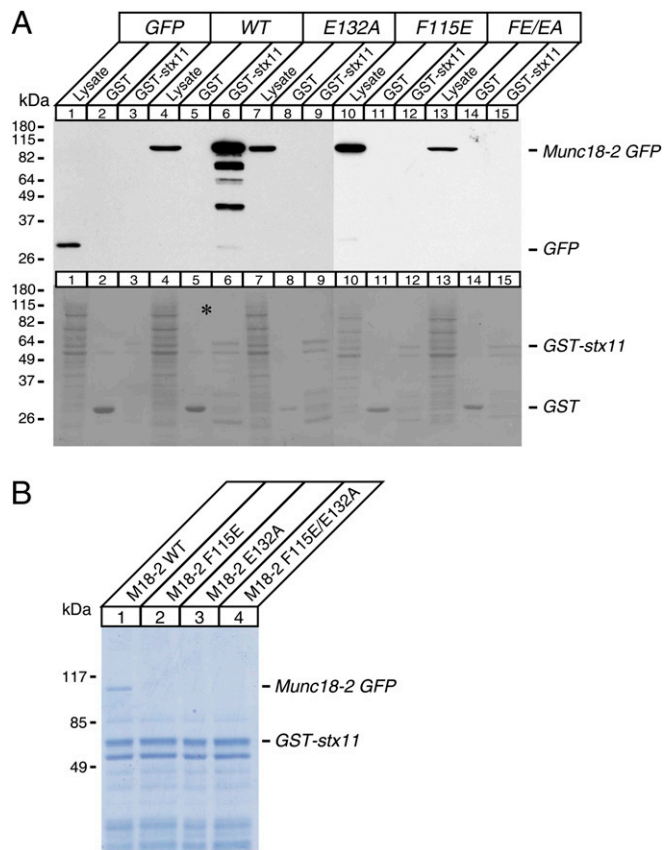 A
GFP WT E132A F115E FE/EA
Lysate GST GST-stx11 Lysate GST GST-stx11 Lysate GST GST-stx11 Lysate GST GST-stx11 Lysate GST GST-stx11
kDa 1 2 3 4 5 6 7 8 9 10 11 12 13 14 15
180
115
82
64
49
37
26
Munc18-2 GFP
GFP
1 2 3 4 5 6 7 8 9 10 11 12 13 14 15
180
115
82
64
49
37
26
*
GST-stx11
GST
B
M18-2 WT
M18-2 F115E
M18-2 E132A
M18-2 F115E/E132A
kDa 1 2 3 4
117
85
49
Munc18-2 GFP
GST-stx11